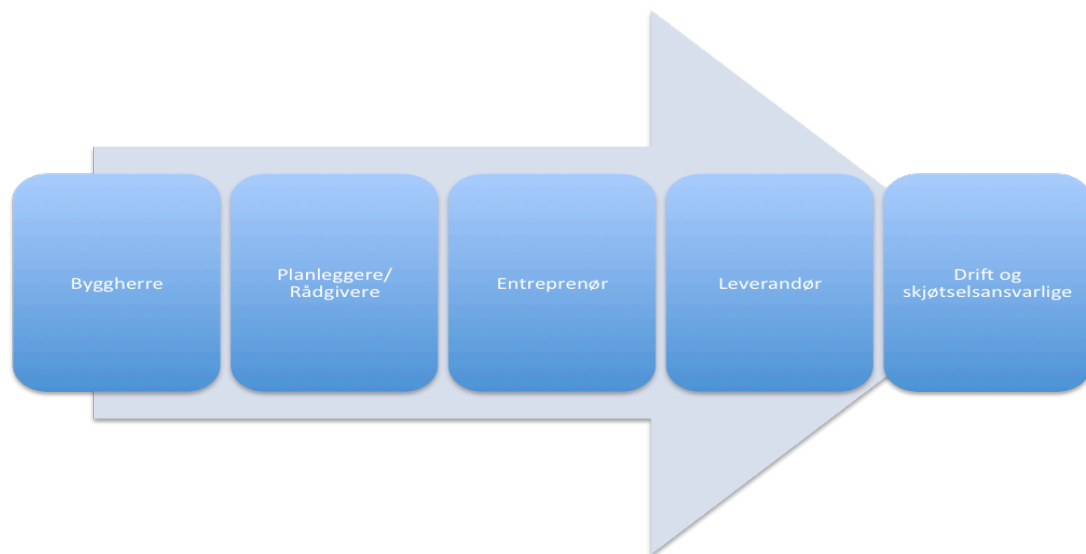 Byggherre
Planleggere/
Rådgivere
Entreprenør
Leverandør
Drift og
skjøtselsansvarlige